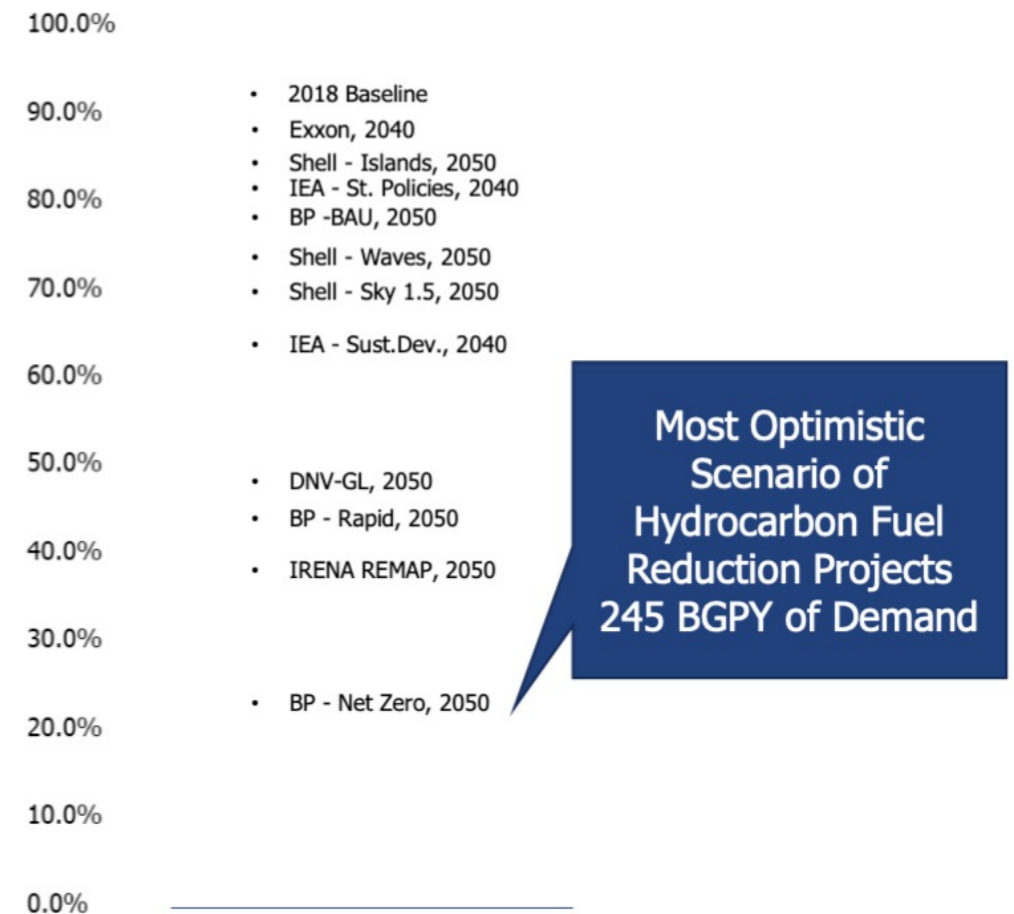 100.0%
90.0%
80.0%
70.0%
60.0%
50.0%
40.0%
30.0%
20.0%
10.0%
0.0%
• 2018 Baseline
• Exxon, 2040
• Shell - Islands, 2050
• IEA - St. Policies, 2040
• BP -BAU, 2050
• Shell - Waves, 2050
• Shell - Sky 1.5, 2050
• IEA - Sust.Dev., 2040
• DNV-GL, 2050
• BP - Rapid, 2050
• IRENA REMAP, 2050
• BP - Net Zero, 2050
Most Optimistic
Scenario of
Hydrocarbon Fuel
Reduction Projects
245 BGPY of Demand